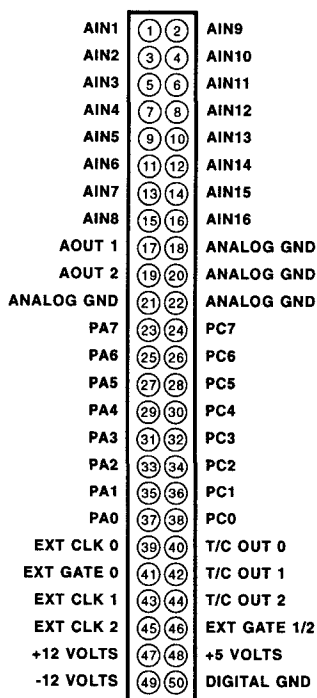 AIN1 1 2 AIN9
AIN2 3 4 AIN10
AIN3 5 6 AIN11
AIN4 7 8 AIN12
AIN5 9 10 AIN13
AIN6 11 12 AIN14
AIN7 13 14 AIN15
AIN8 15 16 AIN16
AOUT 1 17 18 ANALOG GND
AOUT 2 19 20 ANALOG GND
ANALOG GND 21 22 ANALOG GND
PA7 23 24 PC7
PA6 25 26 PC6
PA5 27 28 PC5
PA4 29 30 PC4
PA3 31 32 PC3
PA2 33 34 PC2
PA1 35 36 PC1
PA0 37 38 PC0
EXT CLK 0 39 40 T/C OUT 0
EXT GATE 0 41 42 T/C OUT 1
EXT CLK 1 43 44 T/C OUT 2
EXT CLK 2 45 46 EXT GATE 1/2
+12 VOLTS 47 48 +5 VOLTS
-12 VOLTS 49 50 DIGITAL GND